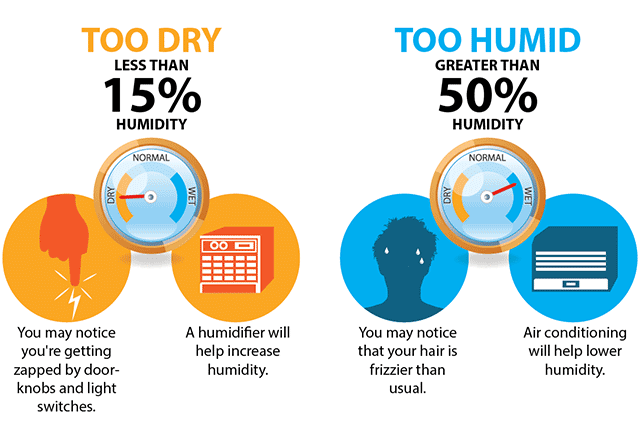 TOO DRY
LESS THAN
15%
HUMIDITY
NORMAL
DRY
WET
You may notice
you're getting
zapped by door-
knobs and light
switches.
A humidifier will
help increase
humidity.
TOO HUMID
GREATER THAN
50%
HUMIDITY
NORMAL
DRY
WET
You may notice
that your hair is
frizzier than
usual.
Air conditioning
will help lower
humidity.